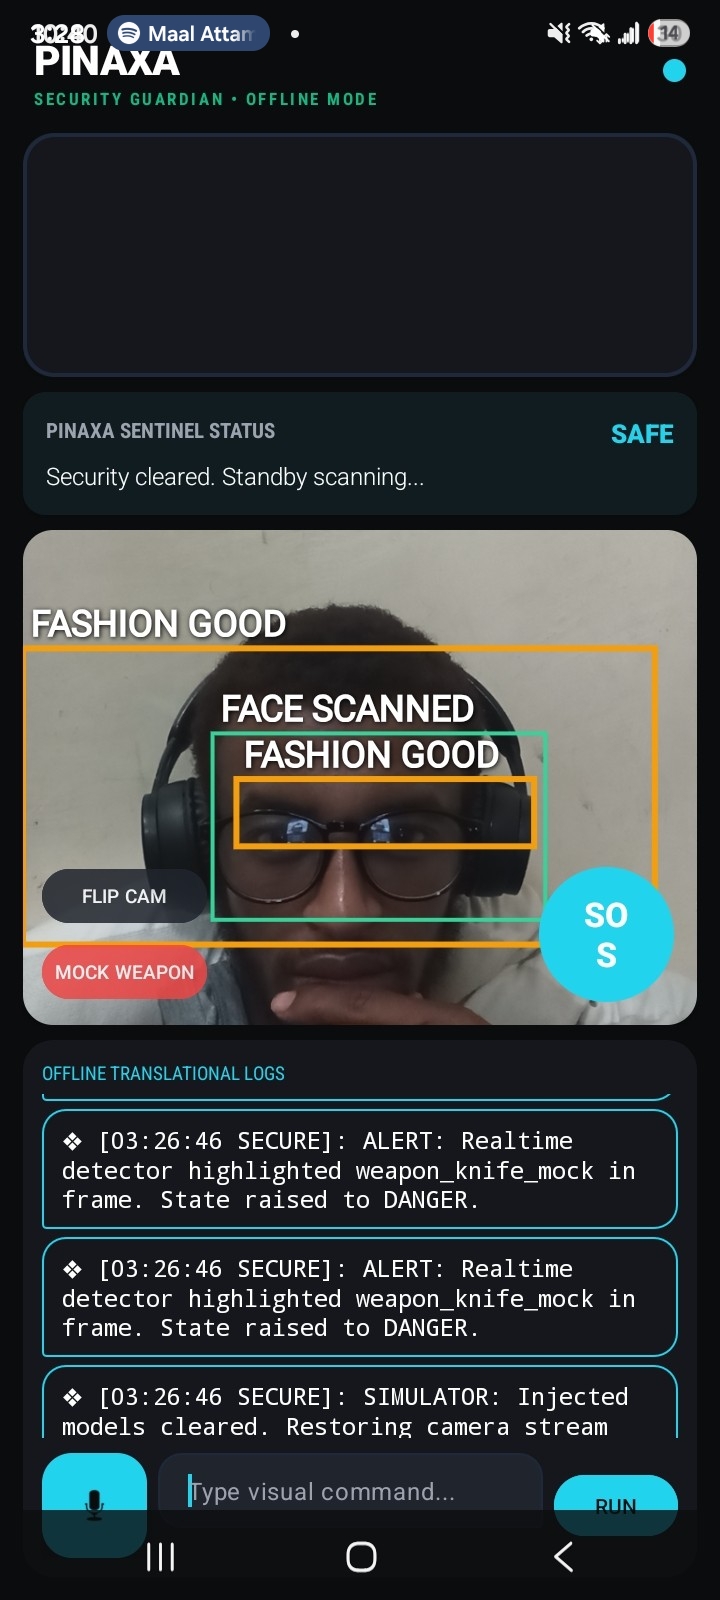 Maal Attan
34
PINAXA
SECURITY GUARDIAN • OFFLINE MODE
PINAXA SENTINEL STATUS
SAFE
Security cleared. Standby scanning...
FASHION GOOD
FACE SCANNED
FASHION GOOD
FLIP CAM
SO
S
MOCK WEAPON
OFFLINE TRANSLATIONAL LOGS
❖ [03:26:46 SECURE]: ALERT: Realtime
detector highlighted weapon_knife_mock in
frame. State raised to DANGER.
❖ [03:26:46 SECURE]: ALERT: Realtime
detector highlighted weapon_knife_mock in
frame. State raised to DANGER.
❖ [03:26:46 SECURE]: SIMULATOR: Injected
models cleared. Restoring camera stream
Type visual command...
RUN